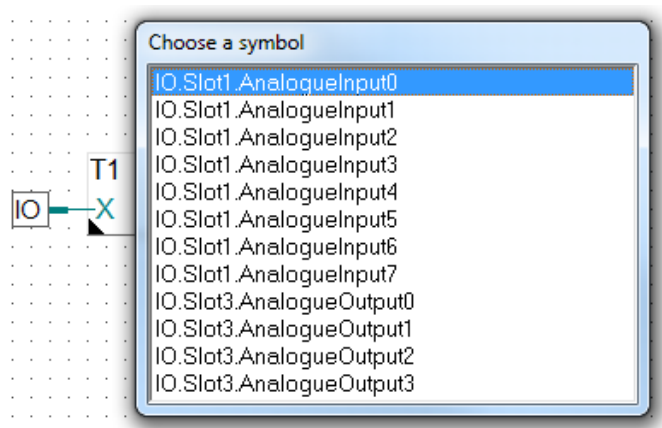 Choose a symbol
IO.Slot1.AnalogueInput0
IO.Slot1.AnalogueInput1
IO.Slot1.AnalogueInput2
IO.Slot1.AnalogueInput3
IO.Slot1.AnalogueInput4
IO.Slot1.AnalogueInput5
IO.Slot1.AnalogueInput6
IO.Slot1.AnalogueInput7
IO.Slot3.AnalogueOutput0
IO.Slot3.AnalogueOutput1
IO.Slot3.AnalogueOutput2
IO.Slot3.AnalogueOutput3
T1
IO
X